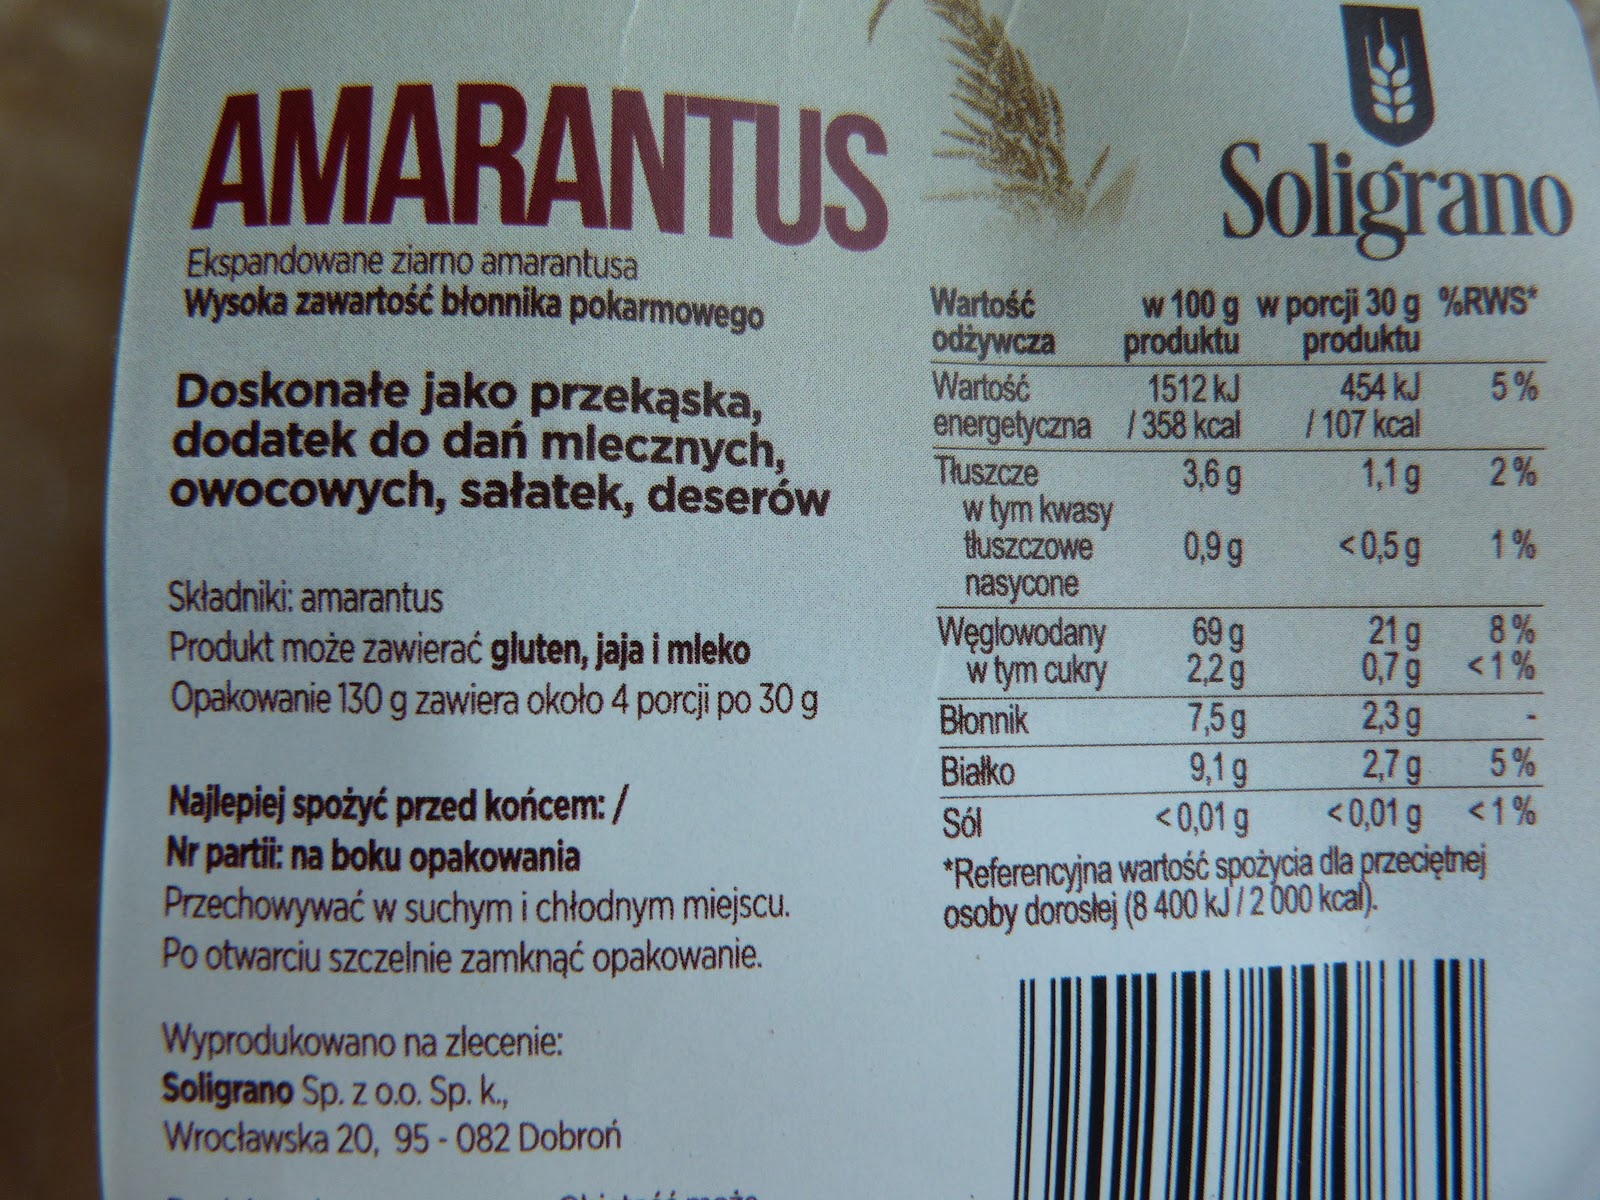 AMARANTUS
Ekspandowane ziarno amarantusa
Wysoka zawartość błonnika pokarmowego
Doskonałe jako przekąska,
dodatek do dań mlecznych,
owocowych, sałatek, deserów
Składniki: amarantus
Produkt może zawierać gluten, jaja i mleko
Opakowanie 130 g zawiera około 4 porcji po 30 g
Najlepiej spożyć przed końcem: /
Nr partii: na boku opakowania
Przechowywać w suchym i chłodnym miejscu.
Po otwarciu szczelnie zamknąć opakowanie.
Wyprodukowano na zlecenie:
Soligrano Sp. z o.o. Sp. k.,
Wrocławska 20, 95 - 082 Dobroń
Soligrano
Wartość w 100 g w porcji 30 g %RWS*
odżywcza produktu produktu
Wartość 1512 kJ 454 kJ 5 %
energetyczna / 358 kcal / 107 kcal
Tłuszcze 3,6 g 1,1 g 2 %
w tym kwasy
tłuszczowe 0,9 g < 0,5 g 1 %
nasycone
Węglowodany 69 g 21 g 8 %
w tym cukry 2,2 g 0,7 g < 1 %
Błonnik 7,5 g 2,3 g -
Białko 9,1 g 2,7 g 5 %
Sól < 0,01 g < 0,01 g < 1 %
*Referencyjna wartość spożycia dla przeciętnej
osoby dorosłej (8 400 kJ / 2 000 kcal).